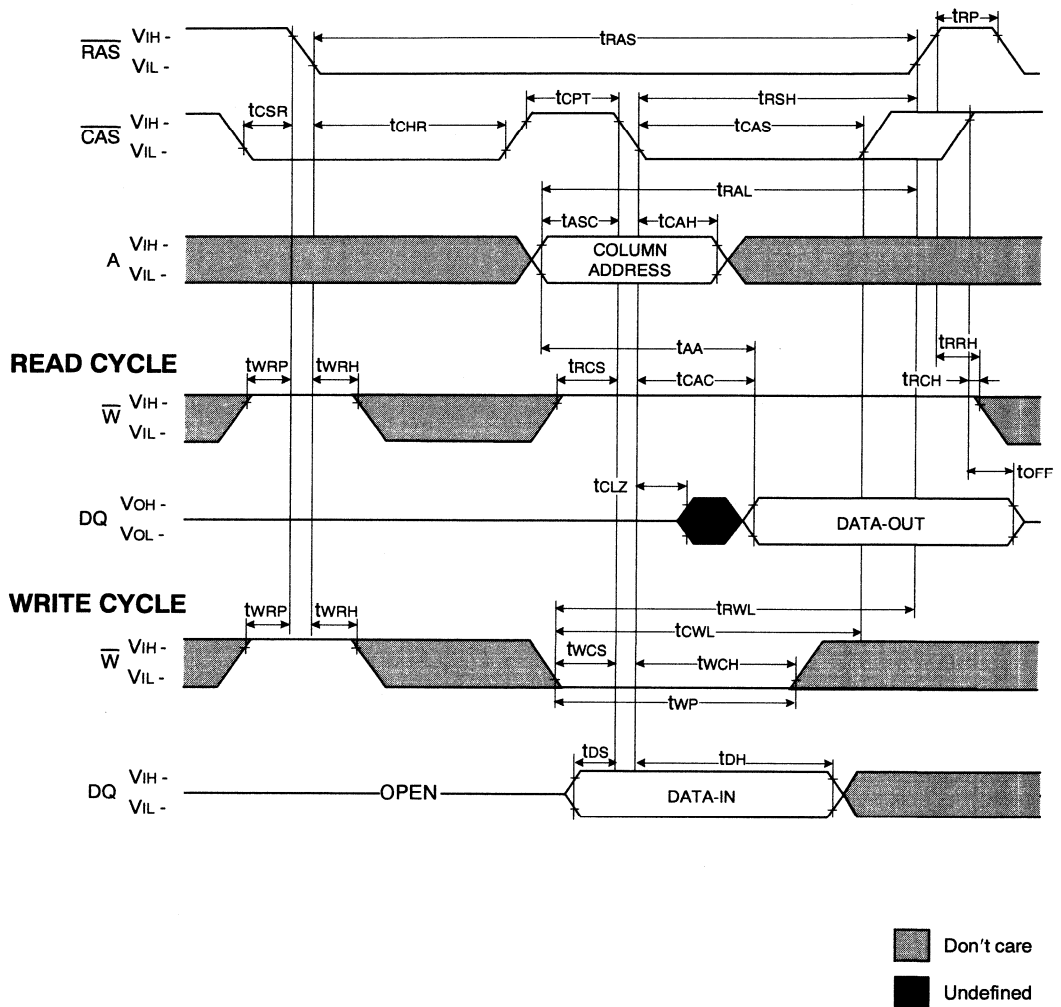 tRP
RAS VIH -
tRAS
VIL -
tCSR tCPT tRSH
CAS VIH -
tCHR tCAS
VIL -
tRAL
tASC tCAH
A VIH -
COLUMN
ADDRESS
VIL -
tRRH
READ CYCLE
tAA
tWRP tWRH tRCS tCAC
tRCH
W VIH -
VIL -
tOFF
tCLZ
DQ VOH -
DATA-OUT
VOL -
WRITE CYCLE
tWRP tWRH tRWL
tCWL
W VIH -
tWCS tWCH
VIL -
tWP
tDS tDH
DQ VIH -
OPEN DATA-IN
VIL -
Don't care
Undefined